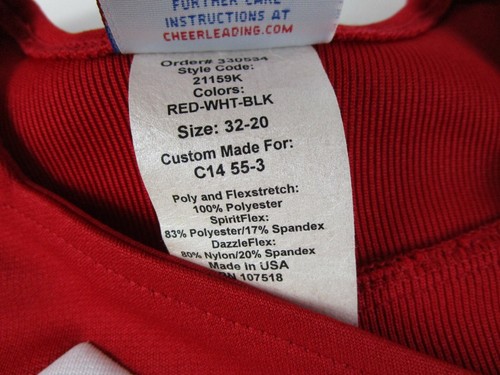 FURTHER CARE
INSTRUCTIONS AT
CHEERLEADING.COM
Order# 330534
Style Code:
21159K
Colors:
RED-WHT-BLK
Size: 32-20
Custom Made For:
C14 55-3
Poly and Flexstretch:
100% Polyester
SpiritFlex:
83% Polyester/17% Spandex
DazzleFlex:
80% Nylon/20% Spandex
Made in USA
107518